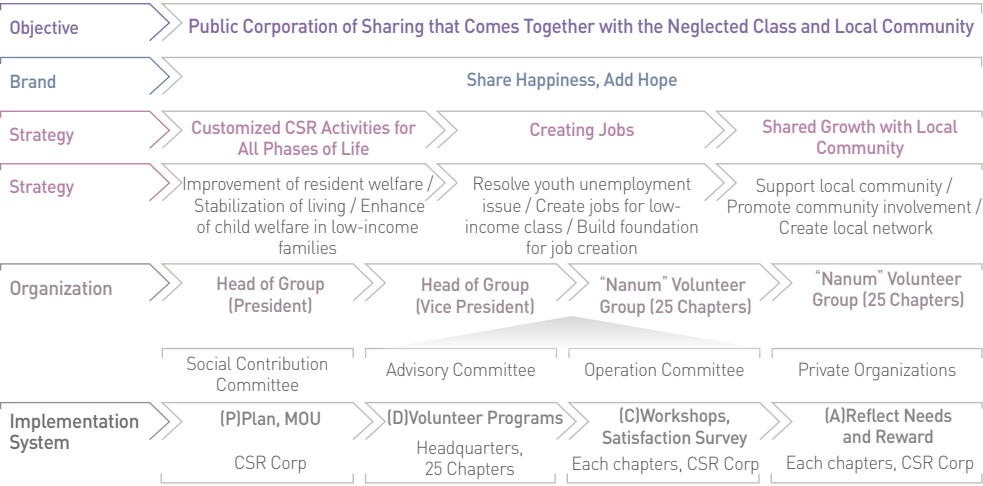 Objective
Public Corporation of Sharing that Comes Together with the Neglected Class and Local Community
Brand
Share Happiness, Add Hope
Strategy
Customized CSR Activities for
All Phases of Life
Creating Jobs
Shared Growth with Local
Community
Strategy
Improvement of resident welfare /
Stabilization of living / Enhance
of child welfare in low-income
families
Resolve youth unemployment
issue / Create jobs for low-
income class / Build foundation
for job creation
Support local community /
Promote community involvement /
Create local network
Organization
Head of Group
(President)
Head of Group
(Vice President)
“Nanum” Volunteer
Group (25 Chapters)
“Nanum” Volunteer
Group (25 Chapters)
Social Contribution
Committee
Advisory Committee
Operation Committee
Private Organizations
Implementation
System
(P)Plan, MOU
CSR Corp
(D)Volunteer Programs
Headquarters,
25 Chapters
(C)Workshops,
Satisfaction Survey
Each chapters, CSR Corp
(A)Reflect Needs
and Reward
Each chapters, CSR Corp